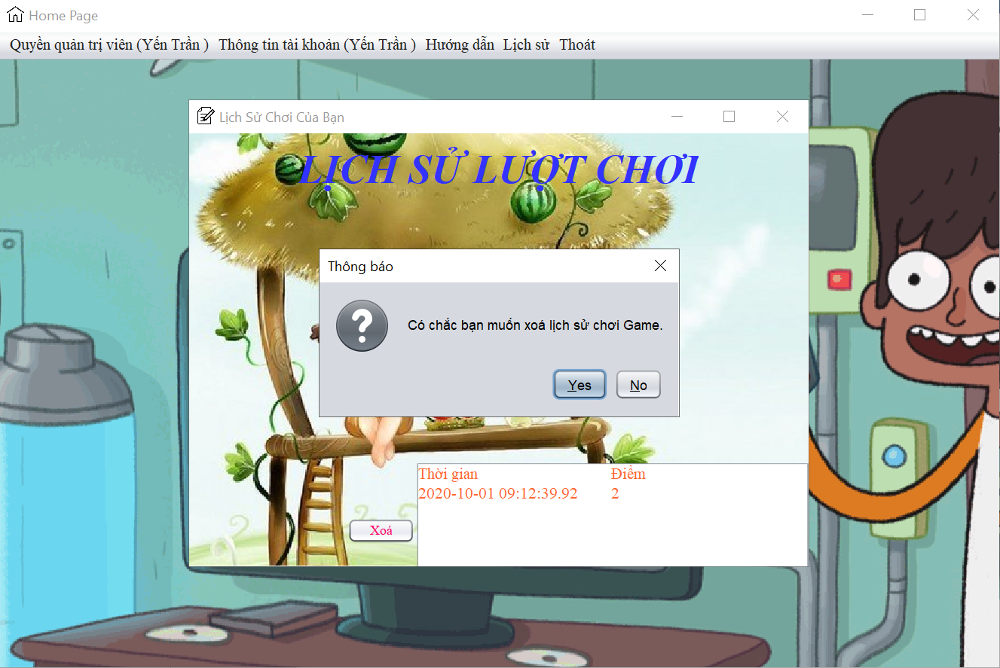 Home Page
Quyền quản trị viên (Yến Trần ) Thông tin tài khoản (Yến Trần ) Hướng dẫn Lịch sử Thoát
Lịch Sử Chơi Của Bạn
LỊCH SỬ LƯỢT CHƠI
Thông báo
Có chắc bạn muốn xoá lịch sử chơi Game.
Yes No
Thời gian Điểm
2020-10-01 09:12:39.92 2
Xoá